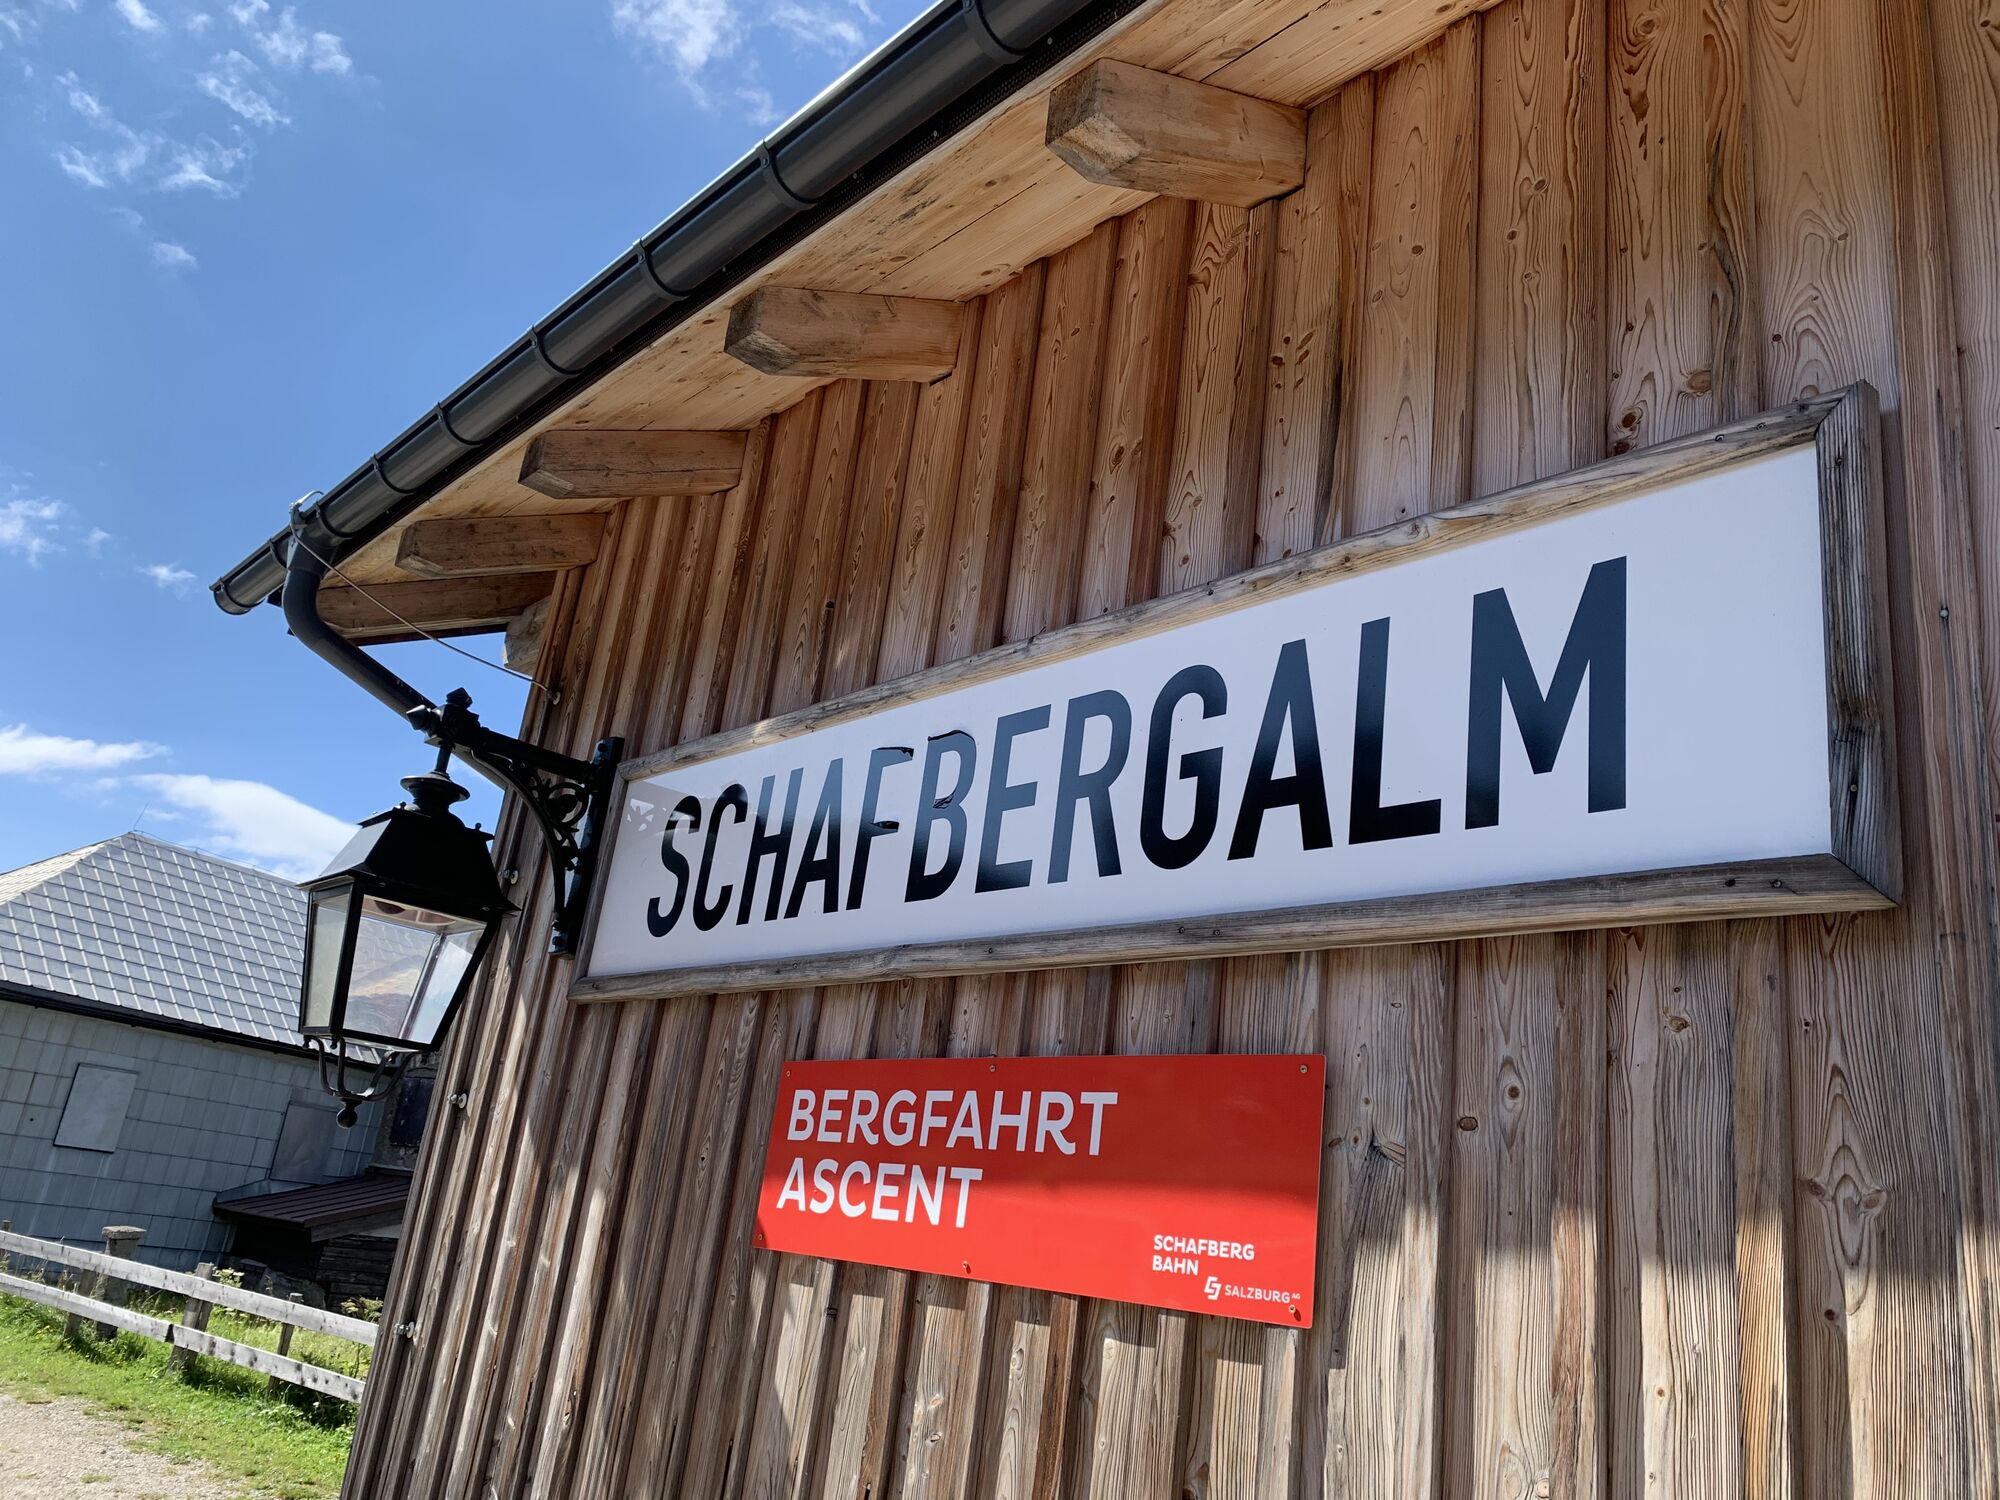 SCHAFBERGALM
BERGFAHRT
ASCENT
SCHAFBERG
BAHN
SALZBURG AG